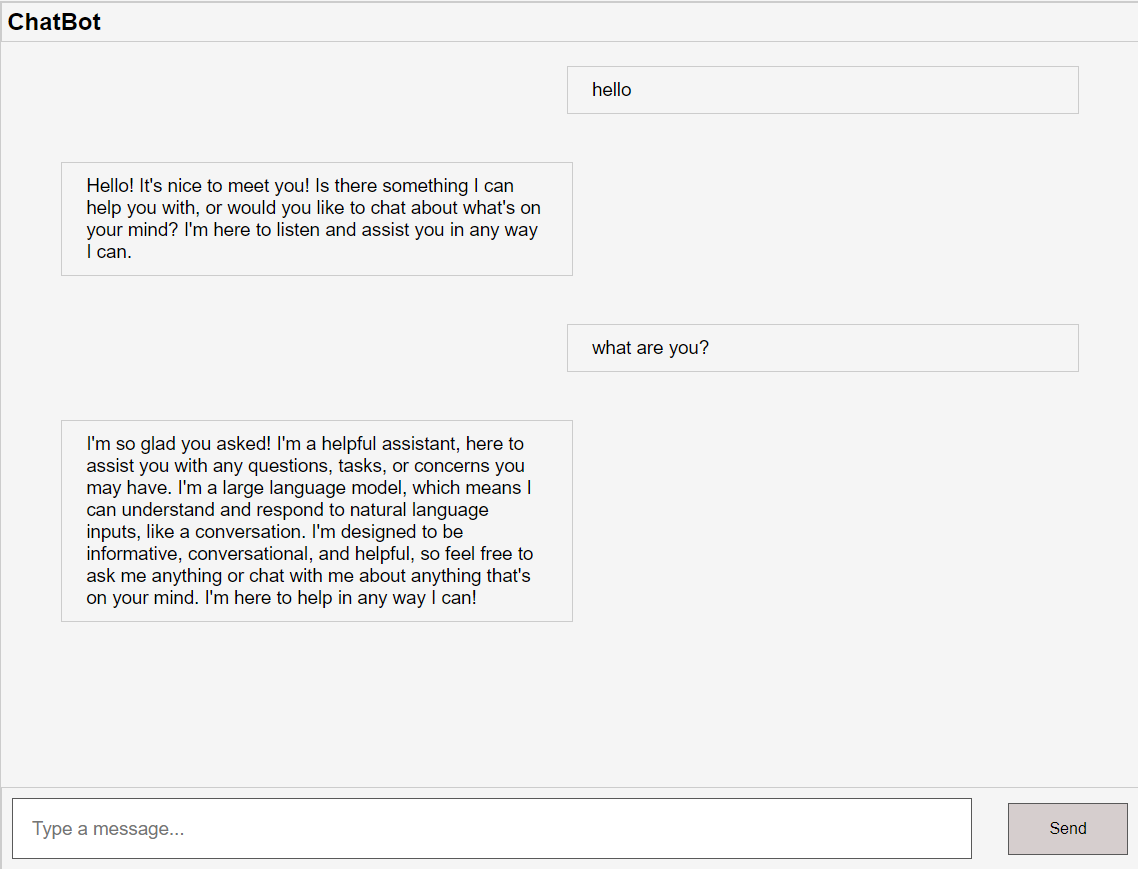 ChatBot
hello
Hello! It's nice to meet you! Is there something I can
help you with, or would you like to chat about what's on
your mind? I'm here to listen and assist you in any way
I can.
what are you?
I'm so glad you asked! I'm a helpful assistant, here to
assist you with any questions, tasks, or concerns you
may have. I'm a large language model, which means I
can understand and respond to natural language
inputs, like a conversation. I'm designed to be
informative, conversational, and helpful, so feel free to
ask me anything or chat with me about anything that's
on your mind. I'm here to help in any way I can!
Type a message...
Send